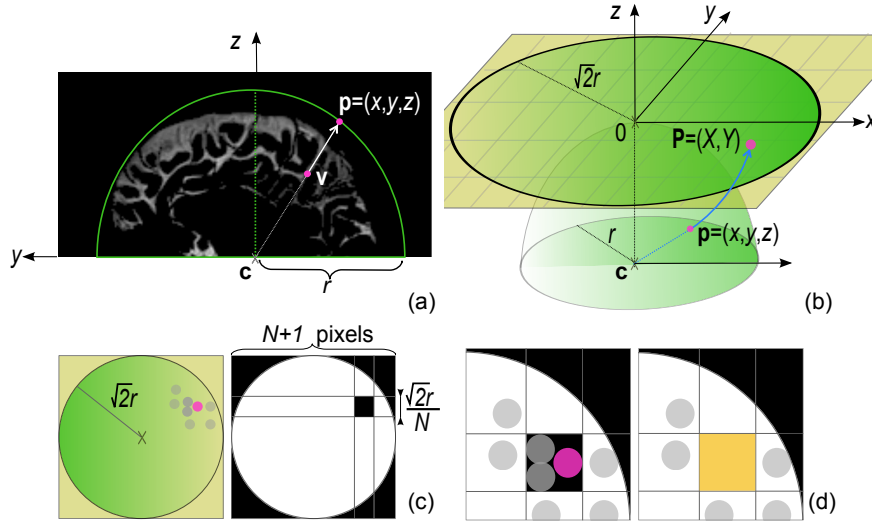 z
p=(x,y,z)
v
y
c
r
(a)
y
√2r
0
x
P=(X,Y)
r
p=(x,y,z)
c
(b)
N+1 pixels
√2r
√2r
N
(c)
(d)
z